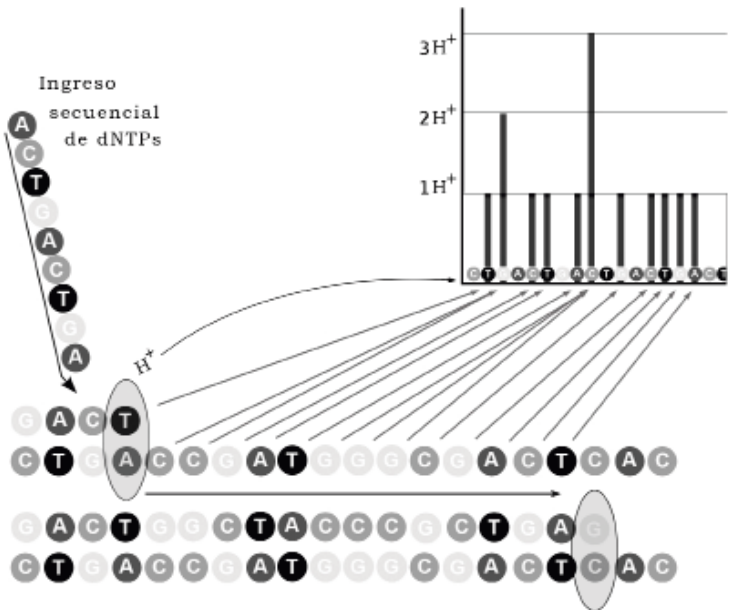 3H+
2H+
1H+
C T G A C T G A C T G A C T G A C T
Ingreso
secuencial
de dNTPs
A
C
T
G
A
C
T
G
A
H+
G A C T
C T G A C C G A T G G G C G A C T C A C
G A C T G G C T A C C C G C T G A G
C T G A C C G A T G G G C G A C T C A C